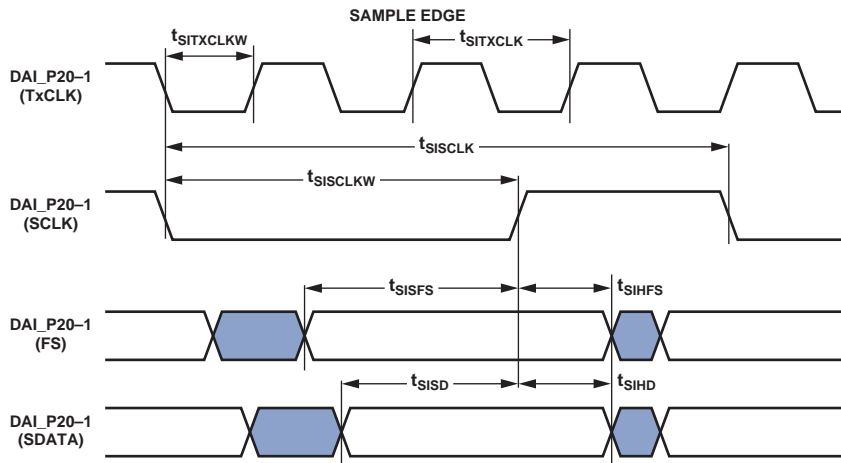 SAMPLE EDGE
tSITXCLKW
tSITXCLK
DAI_P20–1
(TxCLK)
tSISCLK
tSISCLKW
DAI_P20–1
(SCLK)
tSISFS
tSIHFS
DAI_P20–1
(FS)
tSISD
tSIHD
DAI_P20–1
(SDATA)